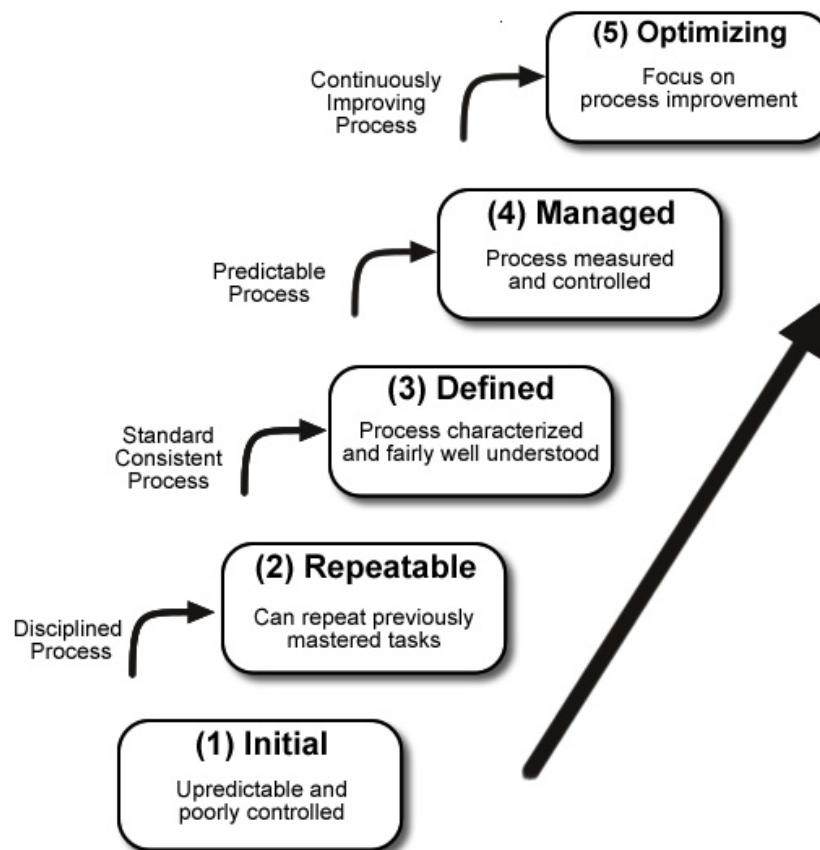 (5) Optimizing
Focus on
process improvement
Continuously
Improving
Process
(4) Managed
Process measured
and controlled
Predictable
Process
(3) Defined
Process characterized
and fairly well understood
Standard
Consistent
Process
(2) Repeatable
Can repeat previously
mastered tasks
Disciplined
Process
(1) Initial
Upredictable and
poorly controlled